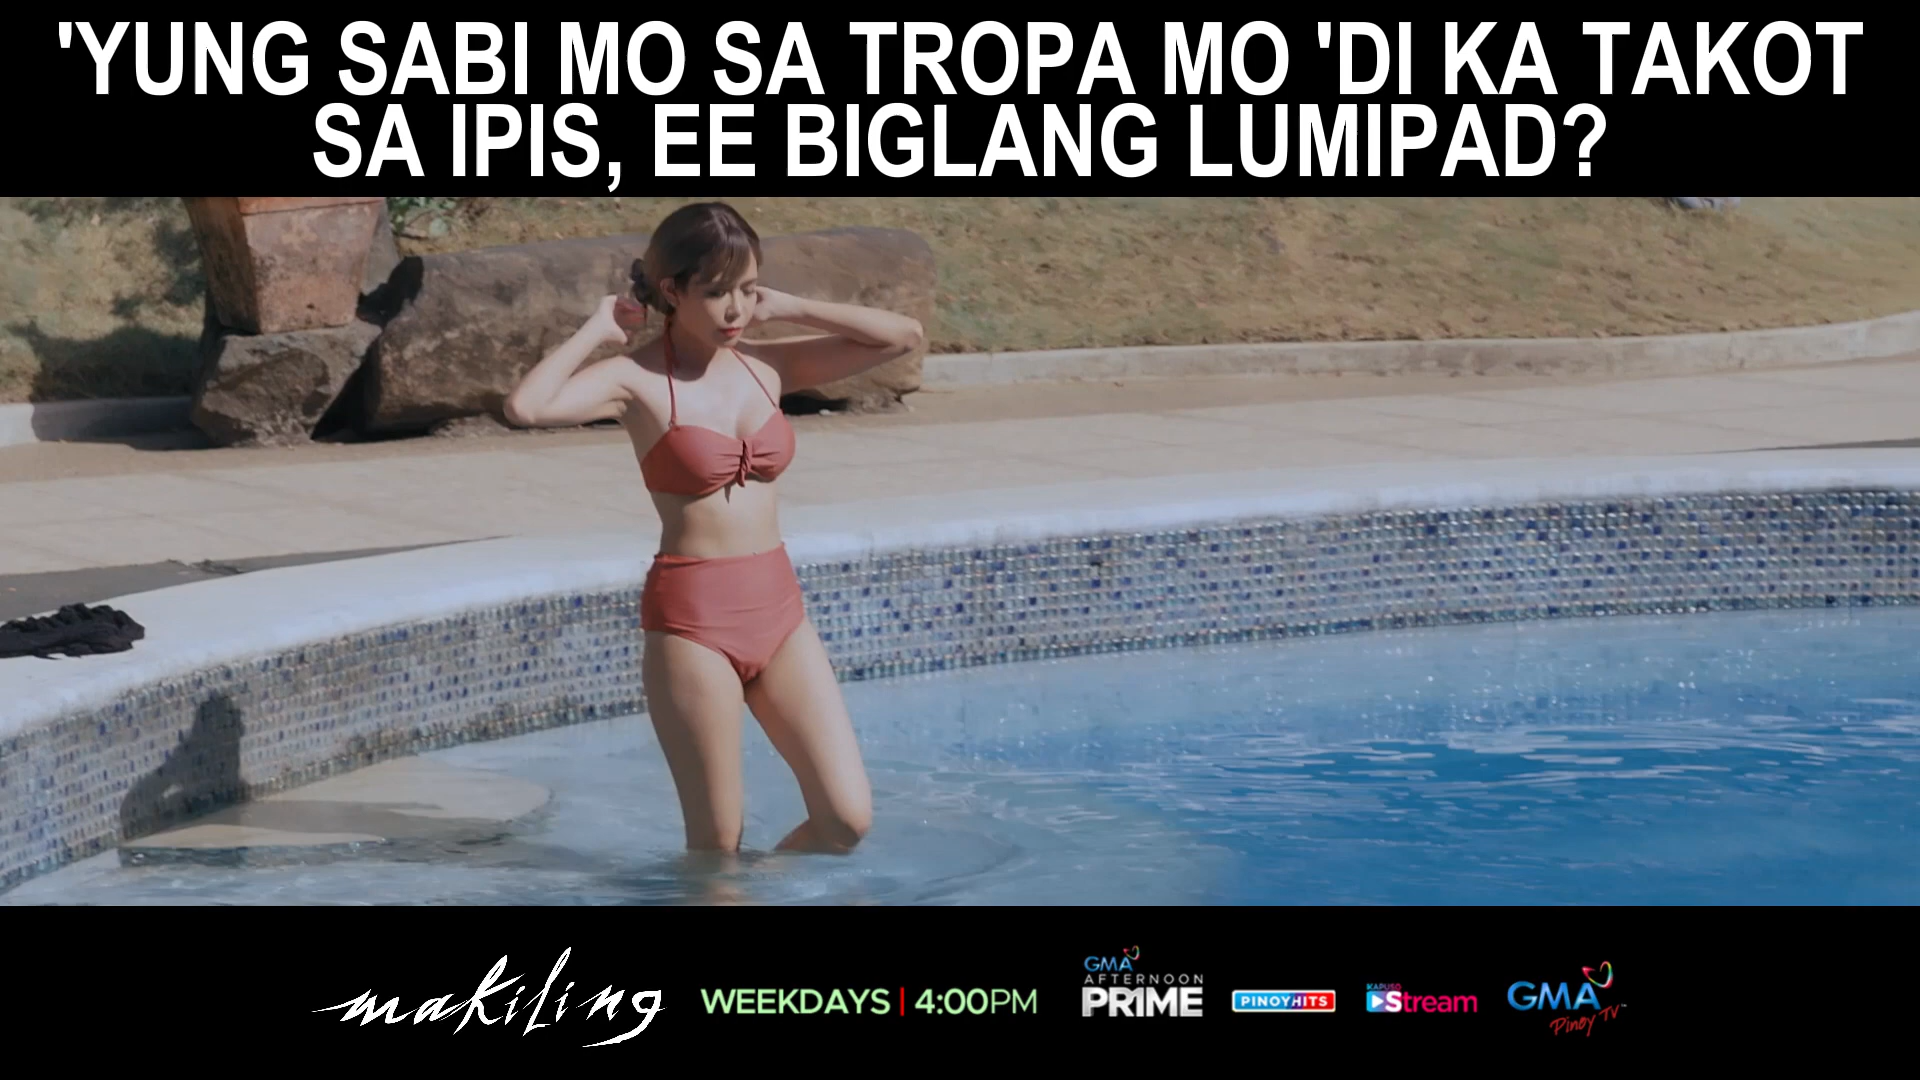 'YUNG SABI MO SA TROPA MO 'DI KA TAKOT
SA IPIS, EE BIGLANG LUMIPAD?
makiling
WEEKDAYS | 4:00PM
GMA
AFTERNOON
PRIME
PINOYHITS
KAPUSO
Stream
GMA
Pinoy TV